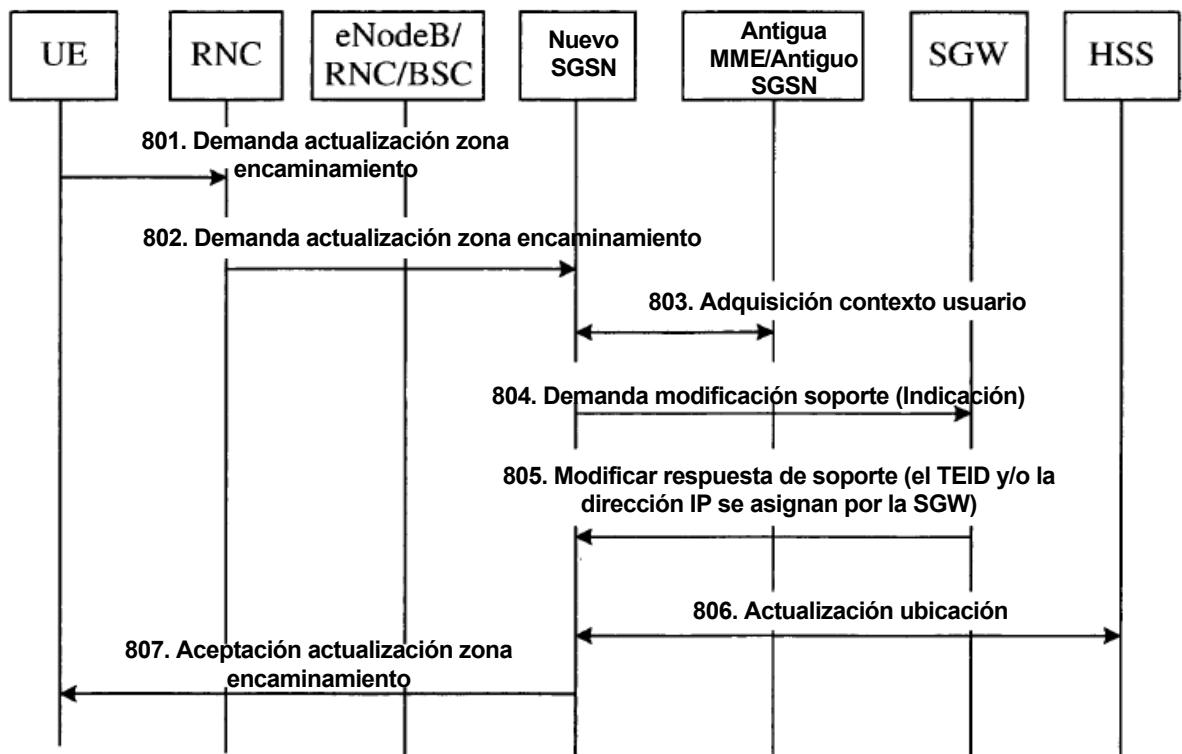 UE
RNC
eNodeB/
RNC/BSC
Nuevo
SGSN
Antigua
MME/Antiguo
SGSN
SGW
HSS
801. Demanda actualización zona
encaminamiento
802. Demanda actualización zona encaminamiento
803. Adquisición contexto usuario
804. Demanda modificación soporte (Indicación)
805. Modificar respuesta de soporte (el TEID y/o la
dirección IP se asignan por la SGW)
806. Actualización ubicación
807. Aceptación actualización zona
encaminamiento